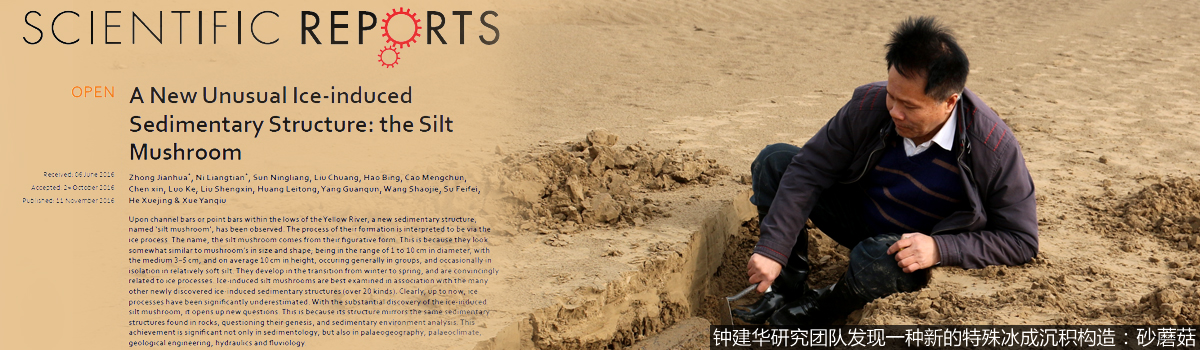 SCIENTIFIC REPORTS
OPEN
A New Unusual Ice-induced
Sedimentary Structure: the Silt
Mushroom
Received: 06 June 2016
Accepted: 24 October 2016
Published: 11 November 2016
Zhong Jianhua*, Ni Liangtian*, Sun Ningliang, Liu Chuang, Hao Bing, Cao Mengchun,
Chen xin, Luo Ke, Liu Shengxin, Huang Leitong, Yang Guanqun, Wang Shaojie, Su Feifei,
He Xuejing & Xue Yanqiu
Upon channel bars or point bars within the lows of the Yellow River, a new sedimentary structure,
named 'silt mushroom', has been observed. The process of their formation is interpreted to be via the
ice process. The name, the silt mushroom comes from their figurative form. This is because they look
somewhat similar to mushroom's in size and shape, being in the range of 1 to 10 cm in diameter, with
the medium 3–5 cm, and on average 10 cm in height, occuring generally in groups, and occasionally in
isolation in relatively soft silt. They develop in the transition from winter to spring, and are convincingly
related to ice processes. Ice-induced silt mushrooms are best examined in association with the many
other newly discovered ice-induced sedimentary structures (over 20 kinds). Clearly, up to now, ice
processes have been significantly underestimated. With the substantial discovery of the ice-induced
silt mushroom, it opens up new questions. This is because its structure mirrors the same sedimentary
structures found in rocks, questioning their genesis, and sedimentary environment analysis. This
achievement is significant not only in sedimentology, but also in palaeogeography, palaeoclimate,
geological engineering, hydraulics and fluviology
钟建华研究团队发现一种新的特殊冰成沉积构造：砂蘑菇